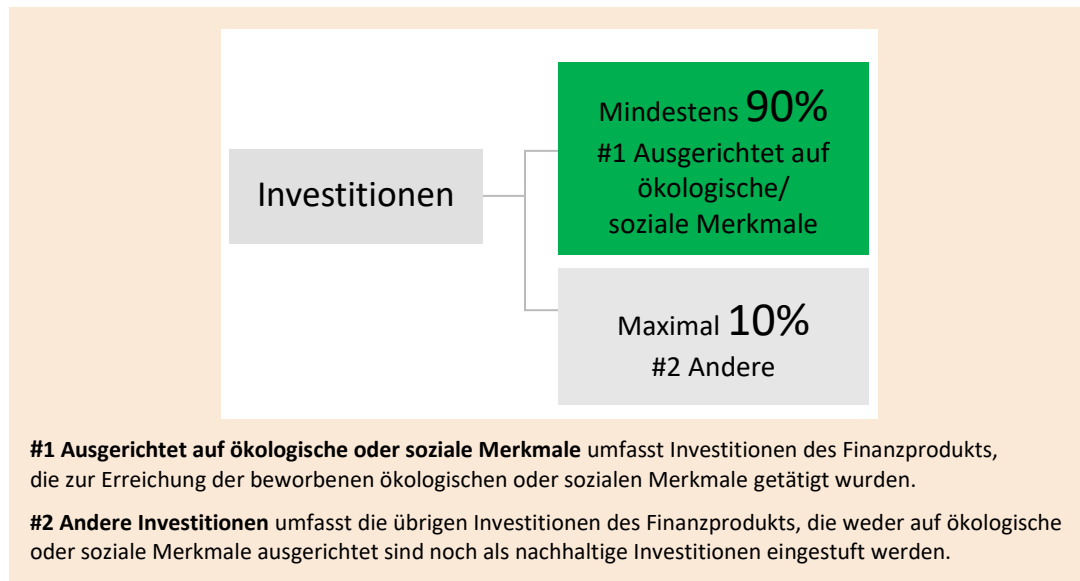 Investitionen
Mindestens 90%
#1 Ausgerichtet auf
ökologische/
soziale Merkmale
Maximal 10%
#2 Andere
#1 Ausgerichtet auf ökologische oder soziale Merkmale umfasst Investitionen des Finanzprodukts,
die zur Erreichung der beworbenen ökologischen oder sozialen Merkmale getätigt wurden.
#2 Andere Investitionen umfasst die übrigen Investitionen des Finanzprodukts, die weder auf ökologische
oder soziale Merkmale ausgerichtet sind noch als nachhaltige Investitionen eingestuft werden.